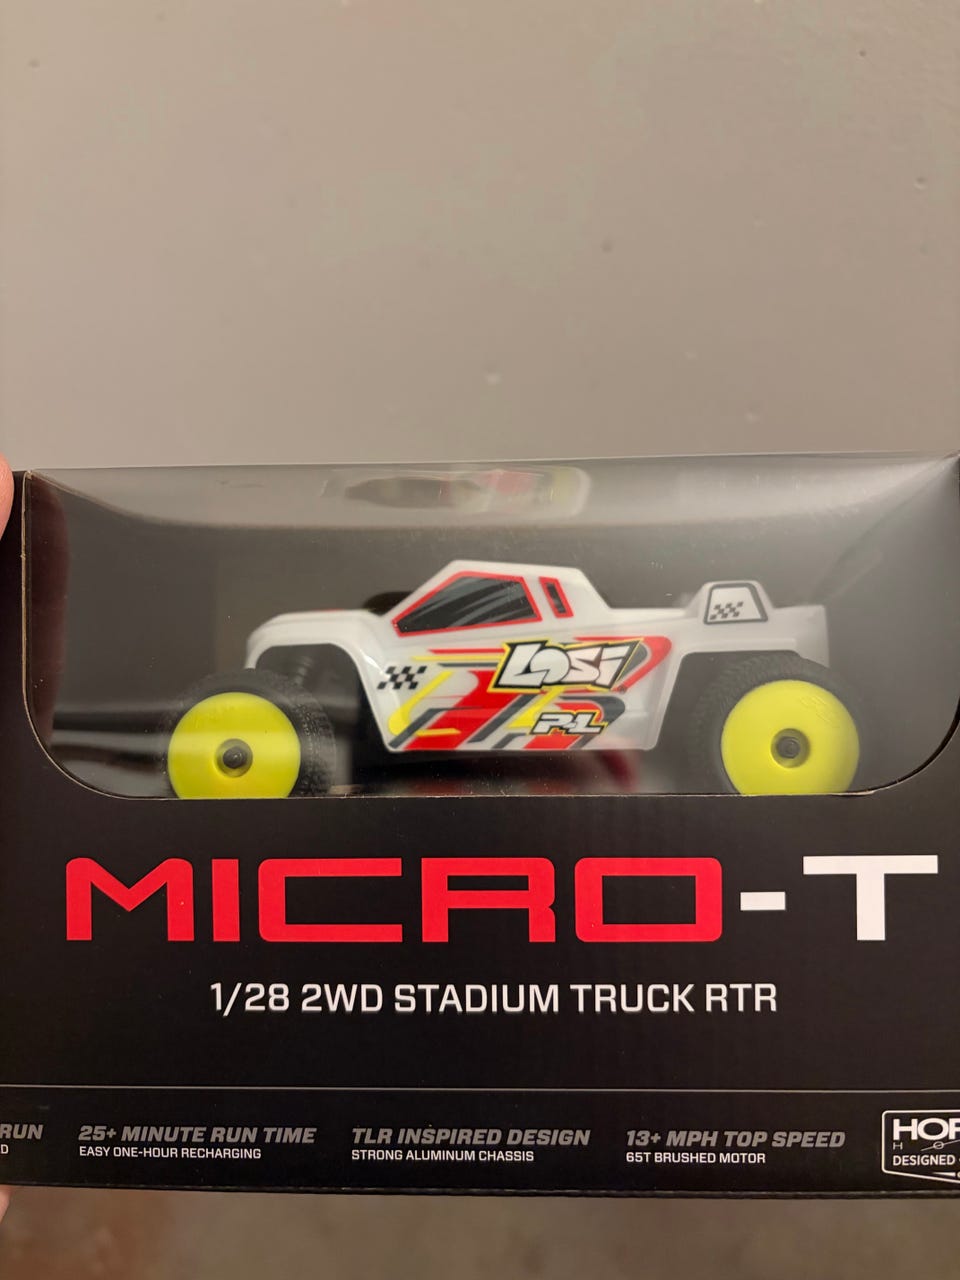 Losi
P-L
MICRO-T
1/28 2WD STADIUM TRUCK RTR
RUN
D
25+ MINUTE RUN TIME
EASY ONE-HOUR RECHARGING
TLR INSPIRED DESIGN
STRONG ALUMINUM CHASSIS
13+ MPH TOP SPEED
65T BRUSHED MOTOR
HOR
H O
DESIGNED